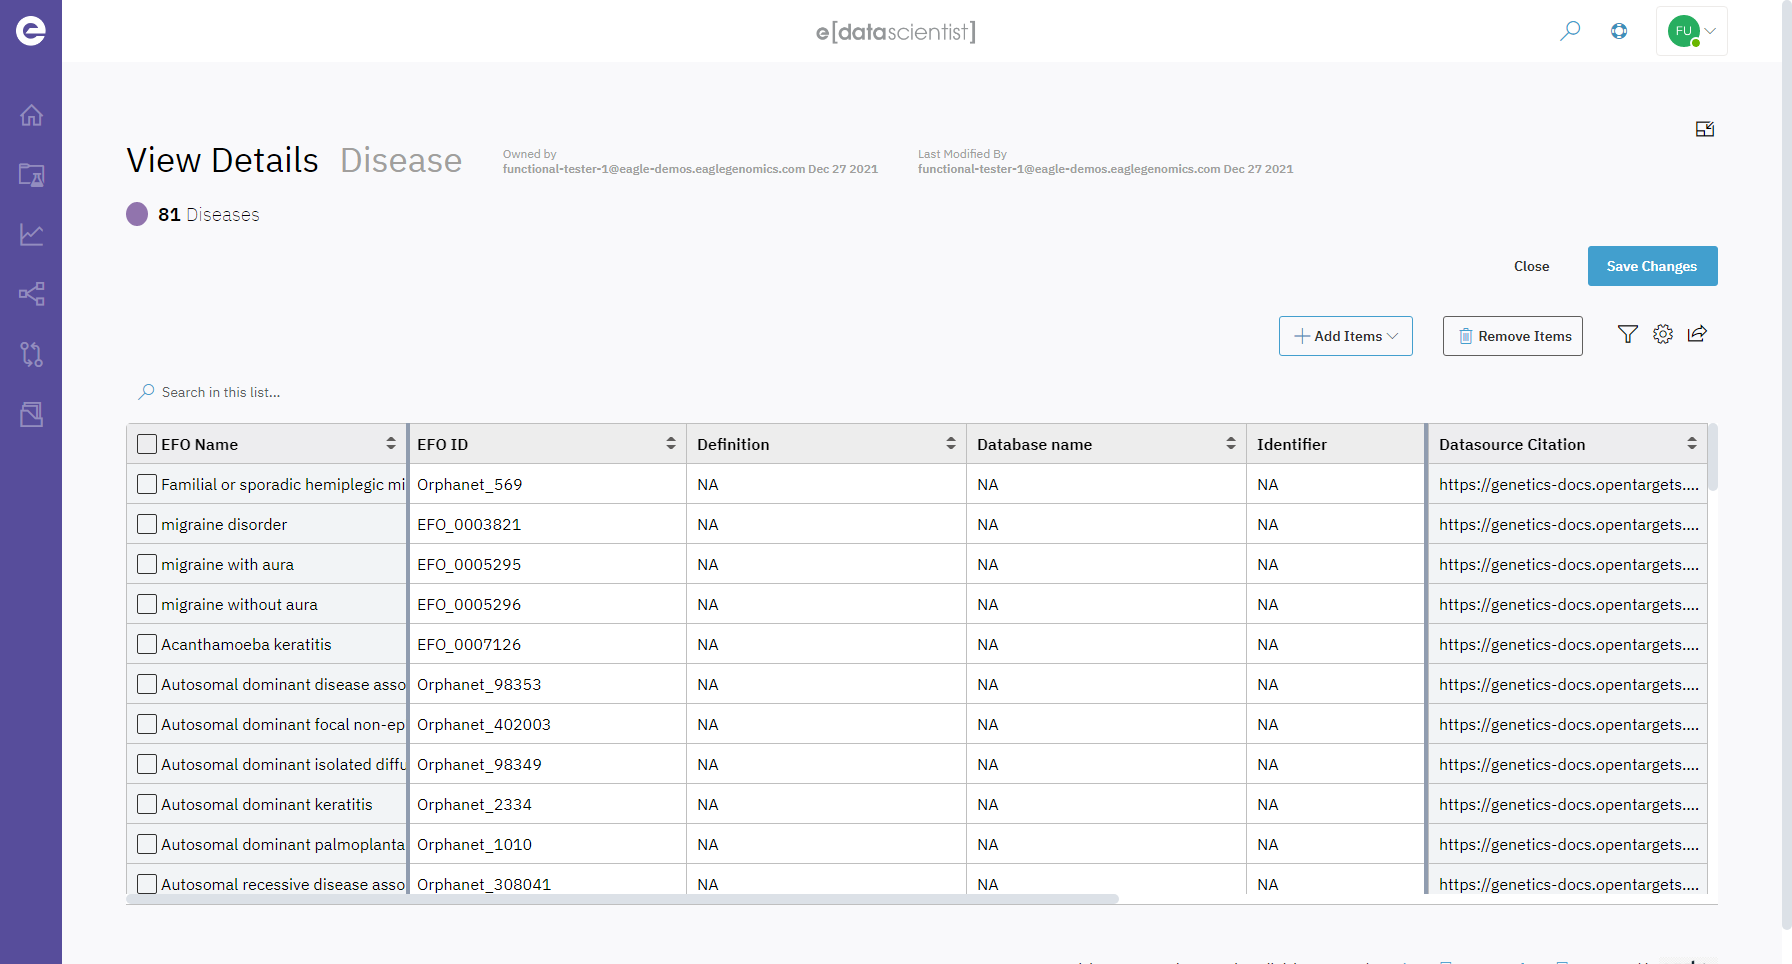 e[datascientist]
FU
View Details Disease
Owned by
functional-tester-1@eagle-demos.eaglegenomics.com Dec 27 2021
Last Modified By
functional-tester-1@eagle-demos.eaglegenomics.com Dec 27 2021
81 Diseases
Close
Save Changes
Add Items
Remove Items
Search in this list...
EFO Name EFO ID Definition Database name Identifier Datasource Citation
Familial or sporadic hemiplegic mi Orphanet_569 NA NA NA https://genetics-docs.opentargets....
migraine disorder EFO_0003821 NA NA NA https://genetics-docs.opentargets....
migraine with aura EFO_0005295 NA NA NA https://genetics-docs.opentargets....
migraine without aura EFO_0005296 NA NA NA https://genetics-docs.opentargets....
Acanthamoeba keratitis EFO_0007126 NA NA NA https://genetics-docs.opentargets....
Autosomal dominant disease asso Orphanet_98353 NA NA NA https://genetics-docs.opentargets....
Autosomal dominant focal non-ep Orphanet_402003 NA NA NA https://genetics-docs.opentargets....
Autosomal dominant isolated diffu Orphanet_98349 NA NA NA https://genetics-docs.opentargets....
Autosomal dominant keratitis Orphanet_2334 NA NA NA https://genetics-docs.opentargets....
Autosomal dominant palmoplanta Orphanet_1010 NA NA NA https://genetics-docs.opentargets....
Autosomal recessive disease asso Orphanet_308041 NA NA NA https://genetics-docs.opentargets....